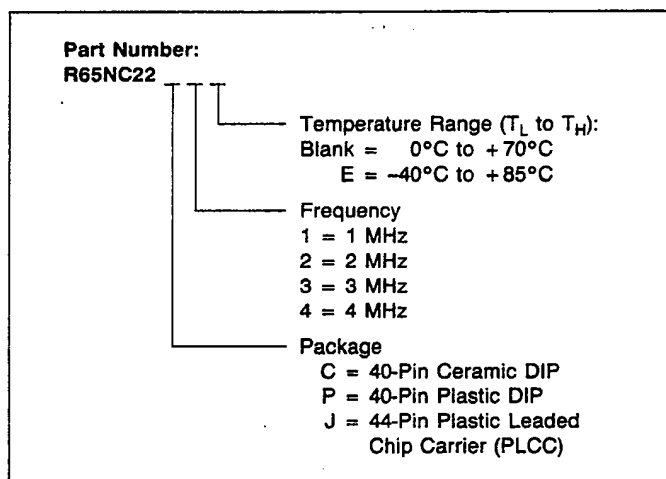 Part Number:
R65NC22 _ _ _
Temperature Range (TL to TH):
Blank = 0°C to +70°C
E = –40°C to +85°C
Frequency
1 = 1 MHz
2 = 2 MHz
3 = 3 MHz
4 = 4 MHz
Package
C = 40-Pin Ceramic DIP
P = 40-Pin Plastic DIP
J = 44-Pin Plastic Leaded
Chip Carrier (PLCC)